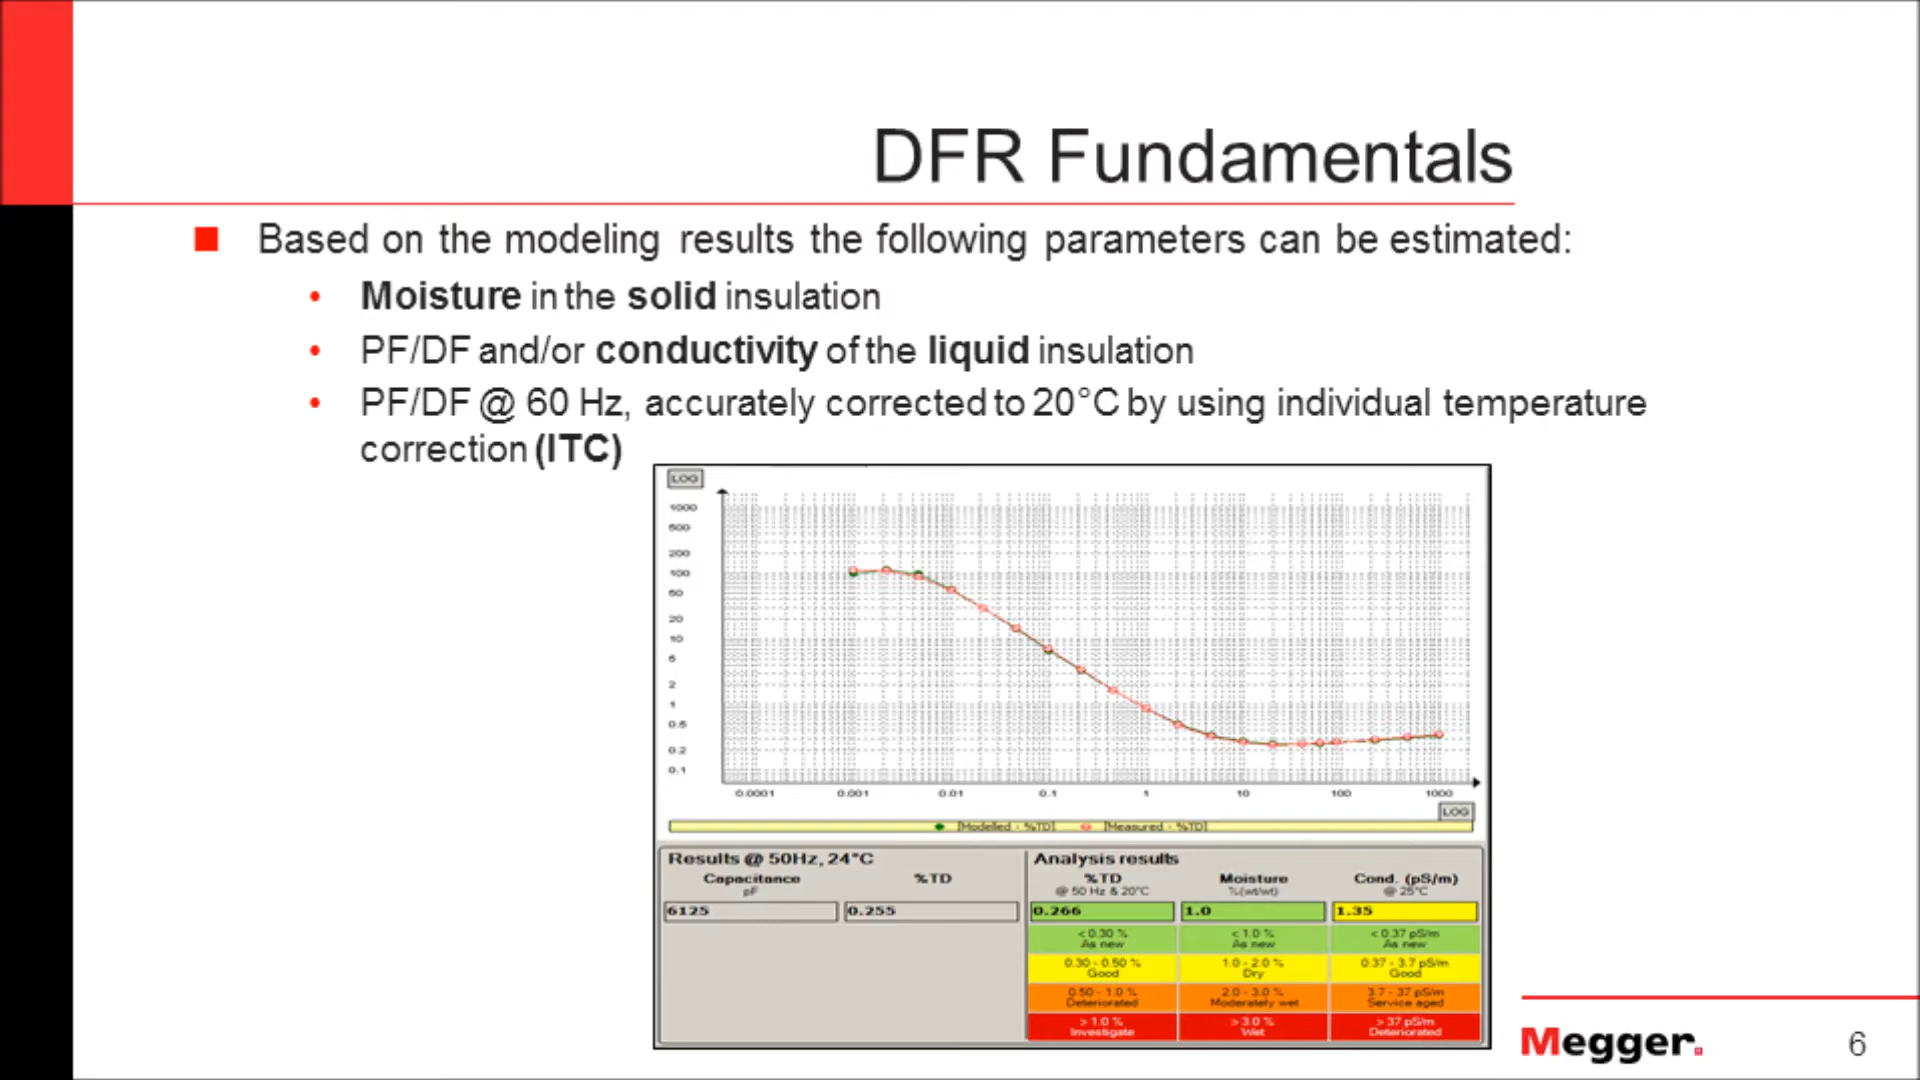 DFR Fundamentals
Based on the modeling results the following parameters can be estimated:
Moisture in the solid insulation
PF/DF and/or conductivity of the liquid insulation
PF/DF @ 60 Hz, accurately corrected to 20°C by using individual temperature
correction (ITC)
LOG
1000
500
200
100
50
20
10
5
2
1
0.5
0.2
0.1
0.0001 0.001 0.01 0.1 1 10 100 1000
LOG
[Modelled - %TD] [Measured - %TD]
Results @ 50Hz, 24°C
Capacitance %TD
pF
6125 0.255
Analysis results
%TD Moisture Cond. (pS/m)
@ 50 Hz & 20°C %(wt/wt) @ 25°C
0.266 1.0 1.35
< 0.30 % < 1.0 % < 0.37 pS/m
As new As new As new
0.30 - 0.50 % 1.0 - 2.0 % 0.37 - 3.7 pS/m
Good Dry Good
0.50 - 1.0 % 2.0 - 3.0 % 3.7 - 37 pS/m
Deteriorated Moderately wet Service aged
> 1.0 % > 3.0 % > 37 pS/m
Investigate Wet Deteriorated
Megger.
6